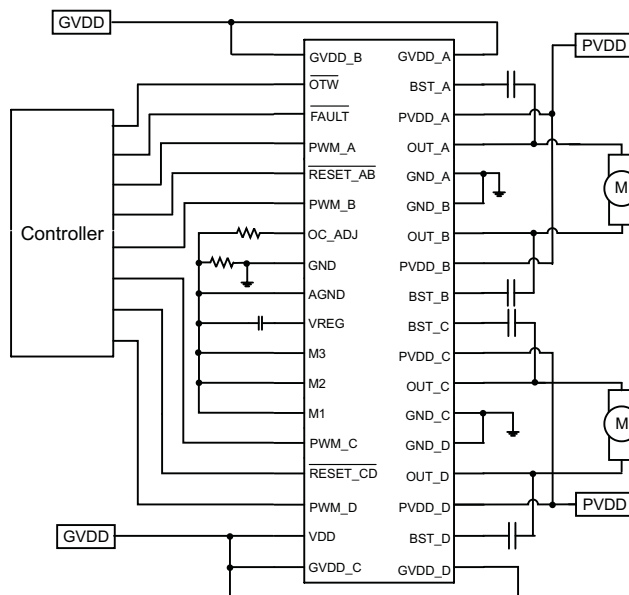 GVDD
PVDD
GVDD_B GVDD_A
OTW BST_A
FAULT PVDD_A
PWM_A OUT_A
RESET_AB GND_A
M
PWM_B GND_B
Controller
OC_ADJ OUT_B
GND PVDD_B
AGND BST_B
VREG BST_C
M3 PVDD_C
M2 OUT_C
M1 GND_C
M
PWM_C GND_D
RESET_CD OUT_D
PWM_D PVDD_D
PVDD
GVDD
VDD BST_D
GVDD_C GVDD_D